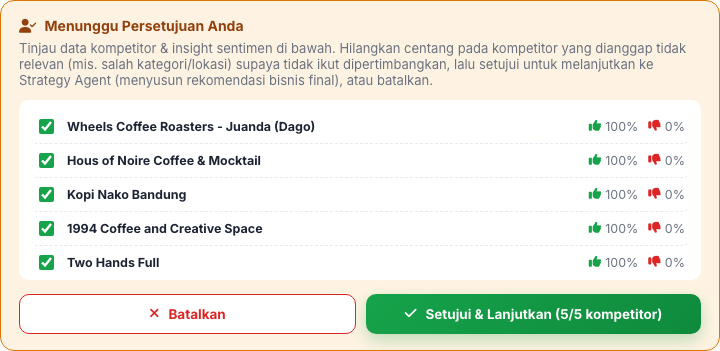 Menunggu Persetujuan Anda
Tinjau data kompetitor & insight sentimen di bawah. Hilangkan centang pada kompetitor yang dianggap tidak
relevan (mis. salah kategori/lokasi) supaya tidak ikut dipertimbangkan, lalu setujui untuk melanjutkan ke
Strategy Agent (menyusun rekomendasi bisnis final), atau batalkan.
Wheels Coffee Roasters - Juanda (Dago) 100% 0%
Hous of Noire Coffee & Mocktail 100% 0%
Kopi Nako Bandung 100% 0%
1994 Coffee and Creative Space 100% 0%
Two Hands Full 100% 0%
Batalkan
Setujui & Lanjutkan (5/5 kompetitor)